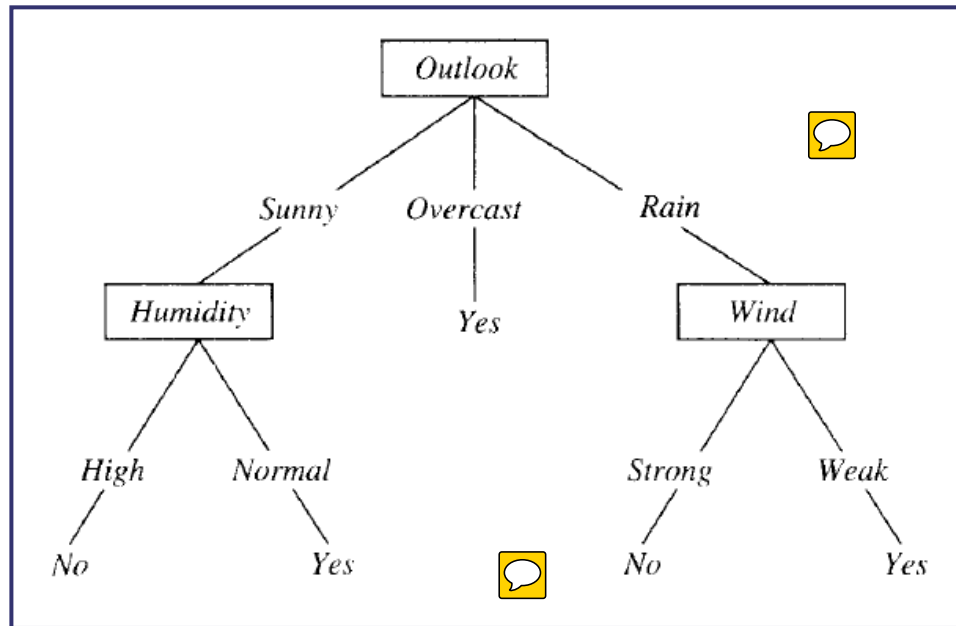 Outlook
Sunny Overcast Rain
Humidity Yes Wind
High Normal Strong Weak
No Yes No Yes